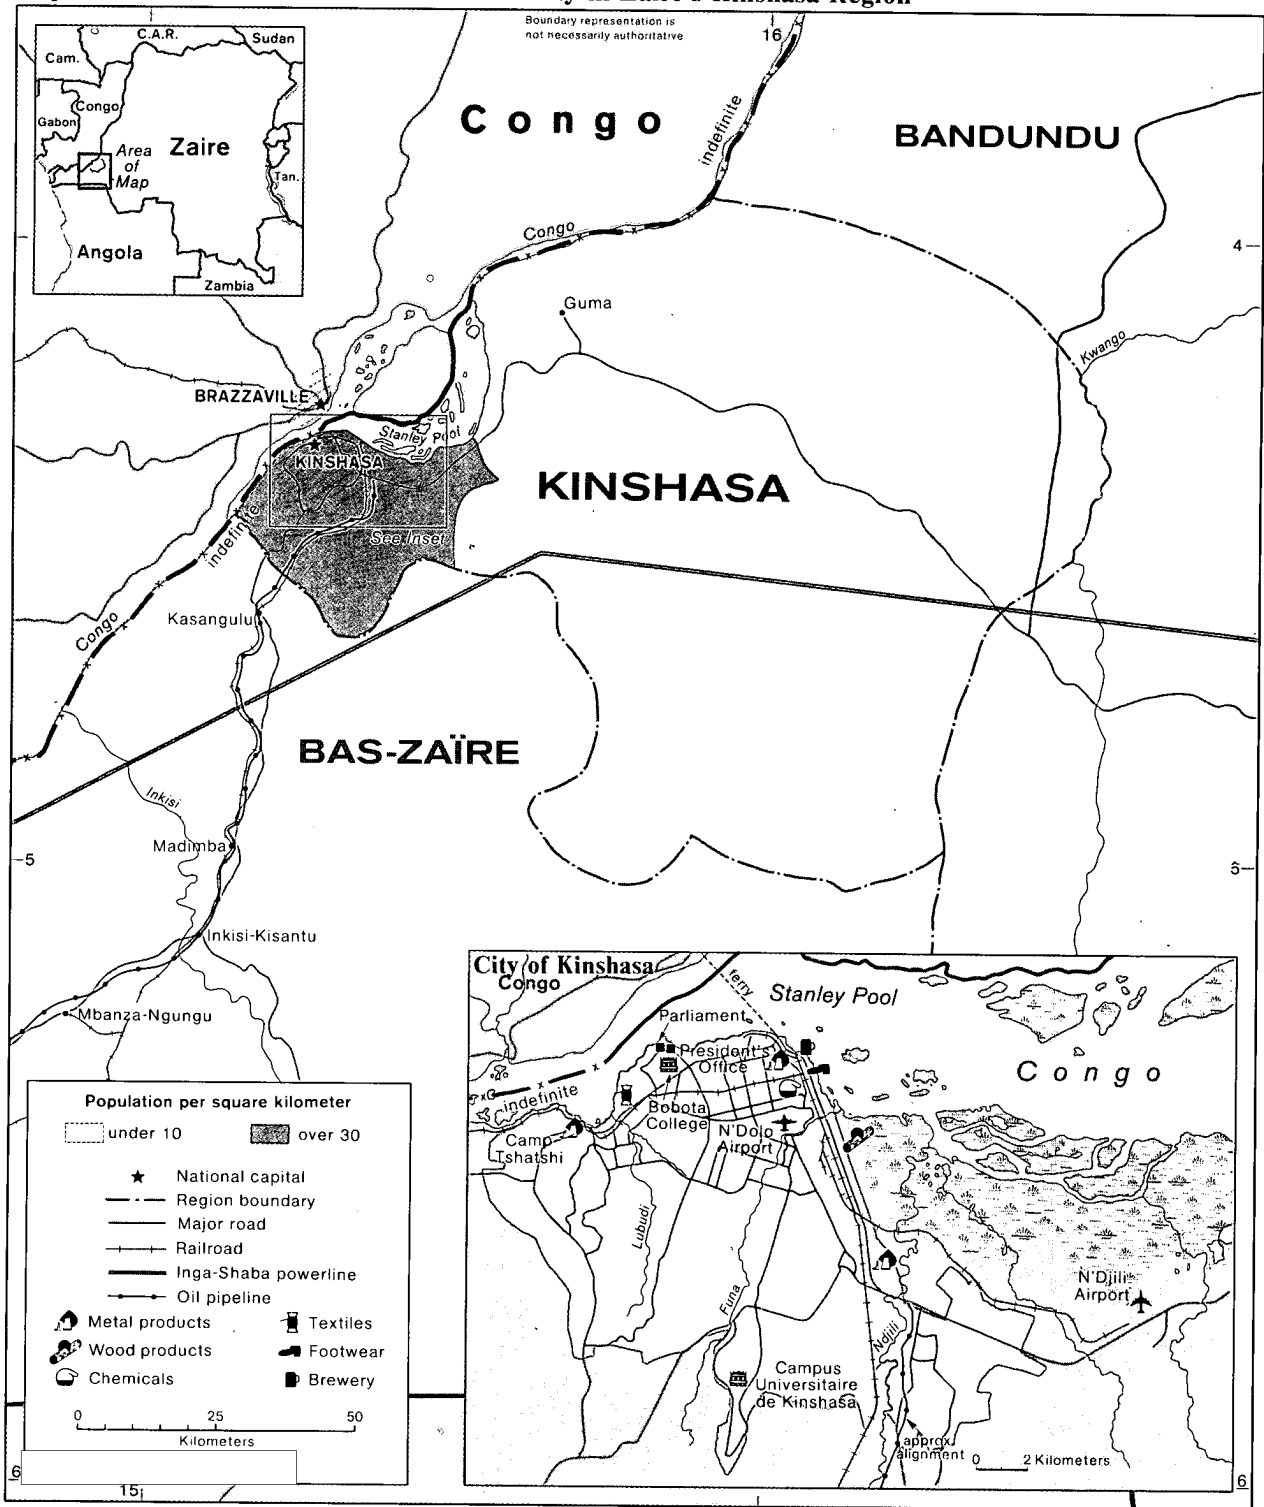 y in Zaire's Kinshasa Region
Boundary representation is
not necessarily authoritative
16
C.A.R.
Sudan
Cam.
C
Congo
Gabon
Zaire
Area
of
Map
Tan.
Angola
Zambia
Congo
indefinite
BANDUNDU
Congo
4
Guma
Kwango
BRAZZAVILLE
Stanley Pool
KINSHASA
KINSHASA
See Inset
indefinite
Congo
Kasangulu
BAS-ZAÏRE
Inkisi
Madimba
5
5
Inkisi-Kisantu
Mbanza-Ngungu
City of Kinshasa
Congo
ferry
Stanley Pool
Parliament
President's
Office
Congo
indefinite
Bobota
College
N'Dolo
Airport
Camp
Tshatshi
Lubudi
Funa
Ndjili
N'Djili
Airport
Campus
Universitaire
de Kinshasa
approx.
alignment
0 2 Kilometers
Population per square kilometer
under 10 over 30
National capital
Region boundary
Major road
Railroad
Inga-Shaba powerline
Oil pipeline
Metal products Textiles
Wood products Footwear
Chemicals Brewery
0 25 50
Kilometers
6
15
6